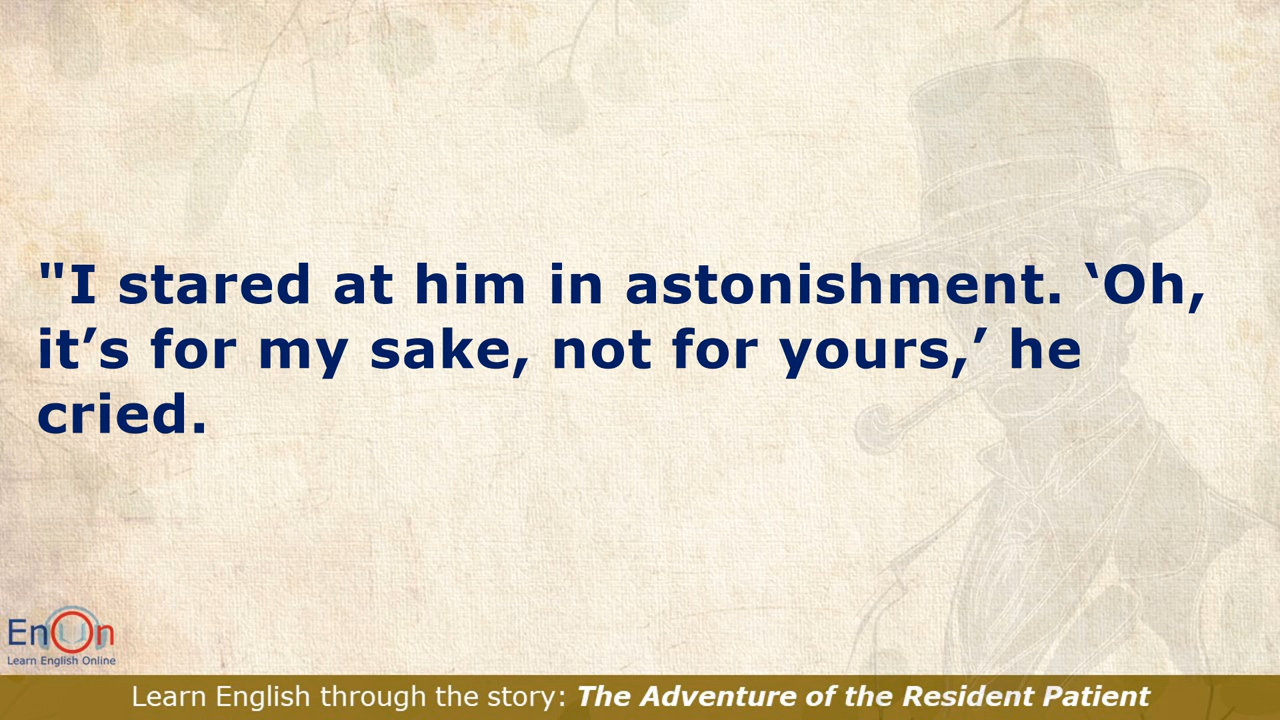 "I stared at him in astonishment. ‘Oh,
it’s for my sake, not for yours,’ he
cried.
EnOn
Learn English Online
Learn English through the story: The Adventure of the Resident Patient